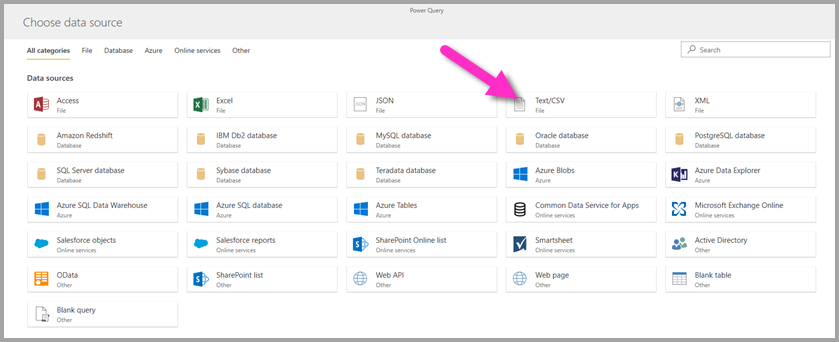 Power Query
Choose data source
All categories File Database Azure Online services Other
Search
Data sources
Access
File
Excel
File
JSON
JSON
File
Text/CSV
File
XML
File
Amazon Redshift
Database
IBM Db2 database
Database
MySQL database
Database
Oracle database
Database
PostgreSQL database
Database
SQL Server database
Database
Sybase database
Database
Teradata database
Database
Azure Blobs
Azure
Azure Data Explorer
Azure
Azure SQL Data Warehouse
Azure
Azure SQL database
Azure
Azure Tables
Azure
Common Data Service for Apps
Online services
Microsoft Exchange Online
Online services
Salesforce objects
Online services
Salesforce reports
Online services
SharePoint Online list
Online services
Smartsheet
Online services
Active Directory
Other
OData
Other
SharePoint list
Other
Web API
Other
Web page
Other
Blank table
Other
Blank query
Other